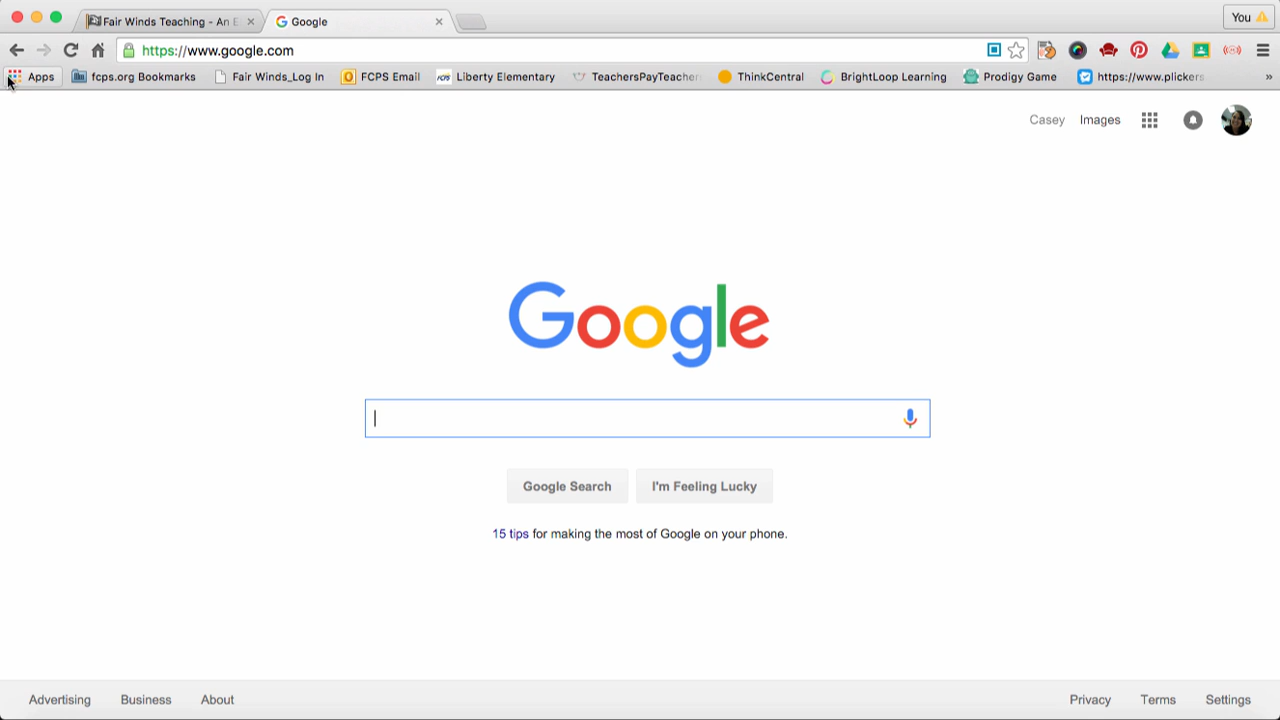 Fair Winds Teaching - An E
Google
You
https://www.google.com
Apps
fcps.org Bookmarks
Fair Winds_Log In
FCPS Email
Liberty Elementary
TeachersPayTeacher
ThinkCentral
BrightLoop Learning
Prodigy Game
https://www.plickers
»
Casey
Images
Google
Google Search
I'm Feeling Lucky
15 tips for making the most of Google on your phone.
Advertising
Business
About
Privacy
Terms
Settings